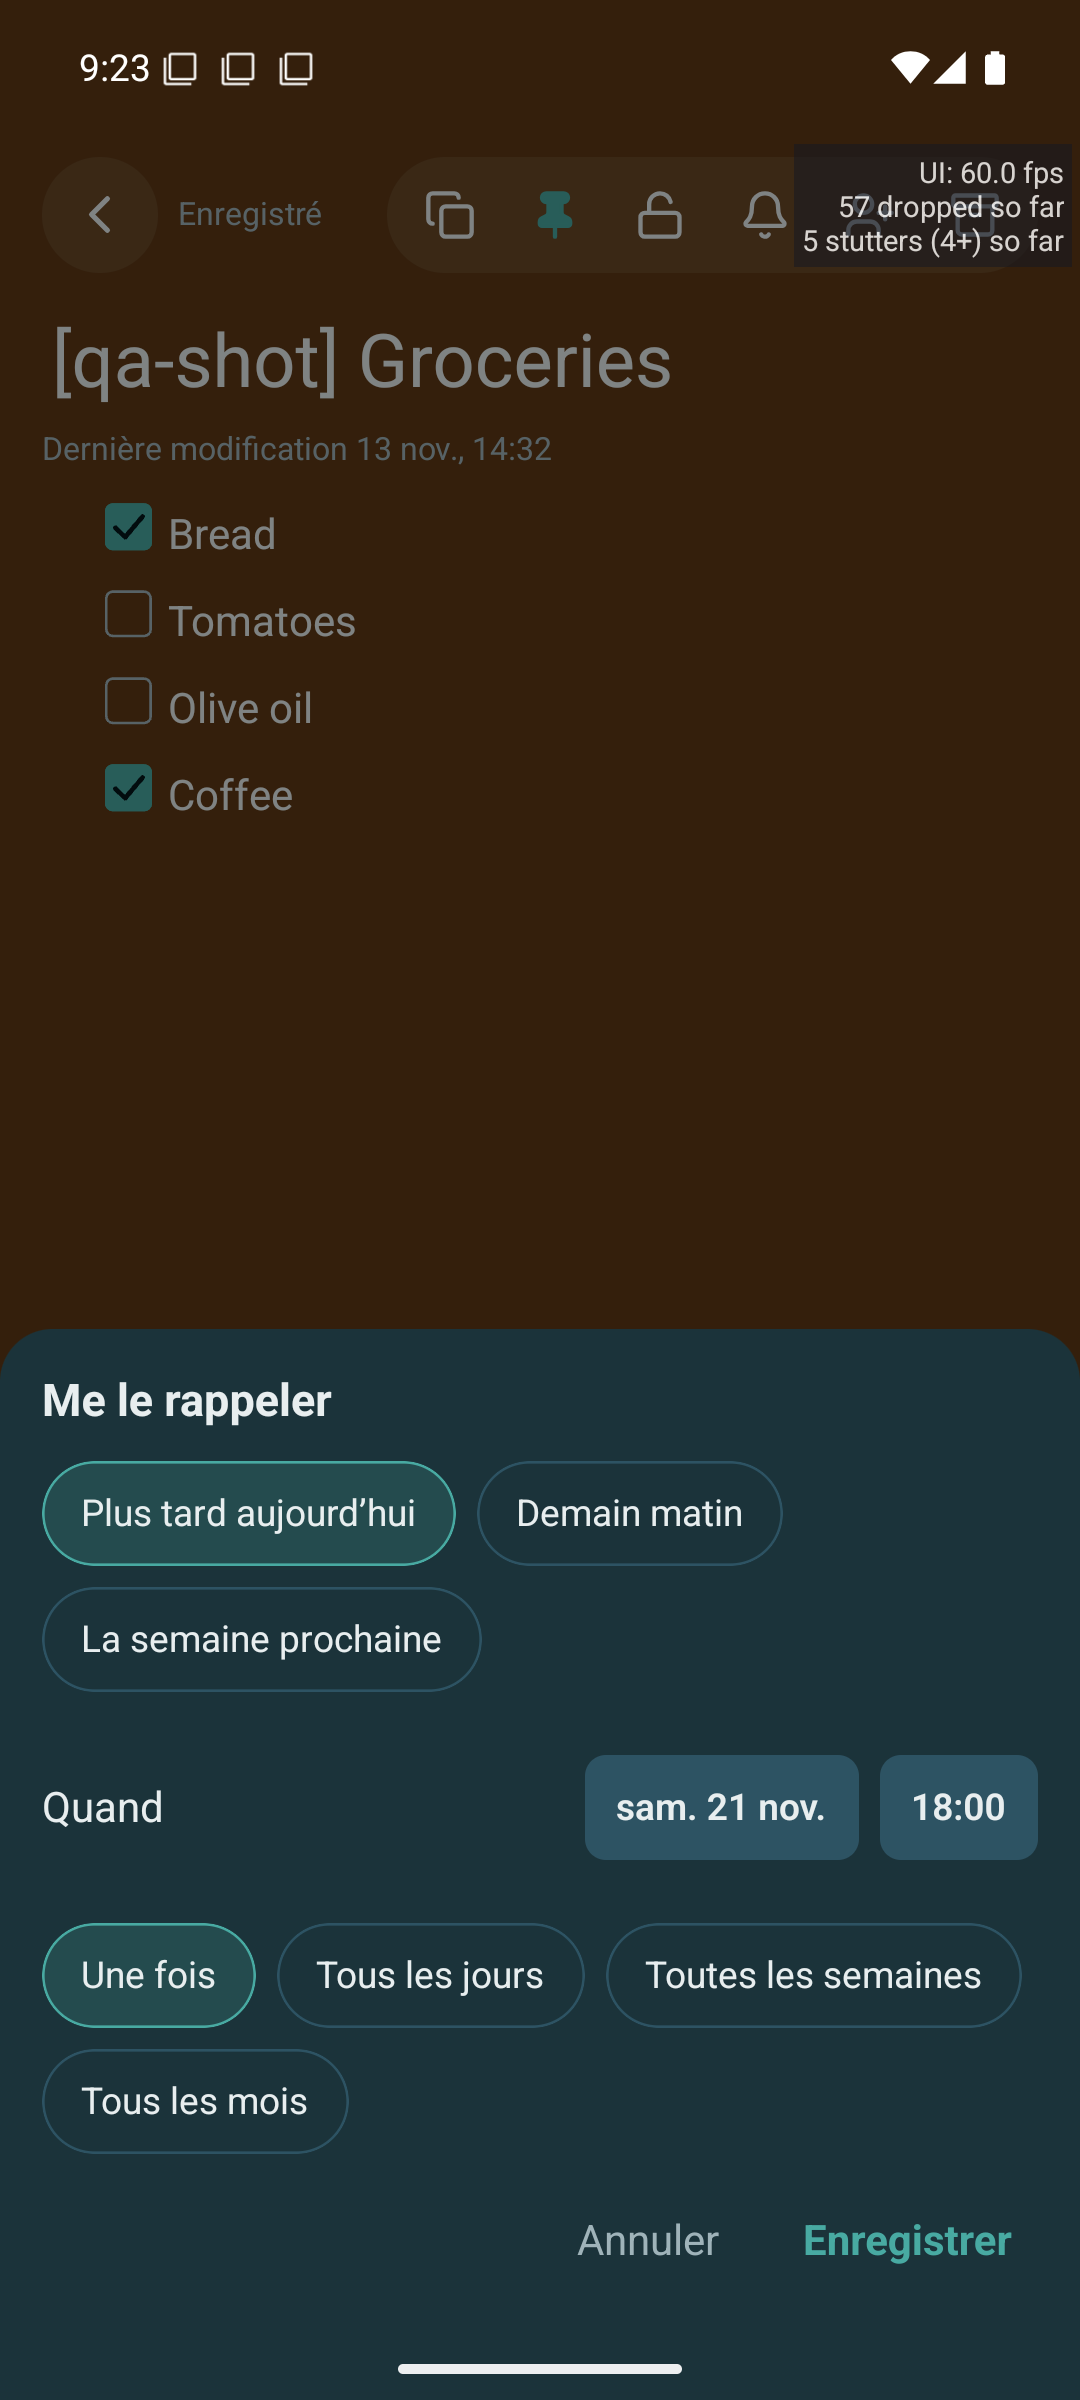 9:23
UI: 60.0 fps
57 dropped so far
5 stutters (4+) so far
Enregistré
[qa-shot] Groceries
Dernière modification 13 nov., 14:32
Bread
Tomatoes
Olive oil
Coffee
Me le rappeler
Plus tard aujourd’hui Demain matin
La semaine prochaine
Quand sam. 21 nov. 18:00
Une fois Tous les jours Toutes les semaines
Tous les mois
Annuler Enregistrer